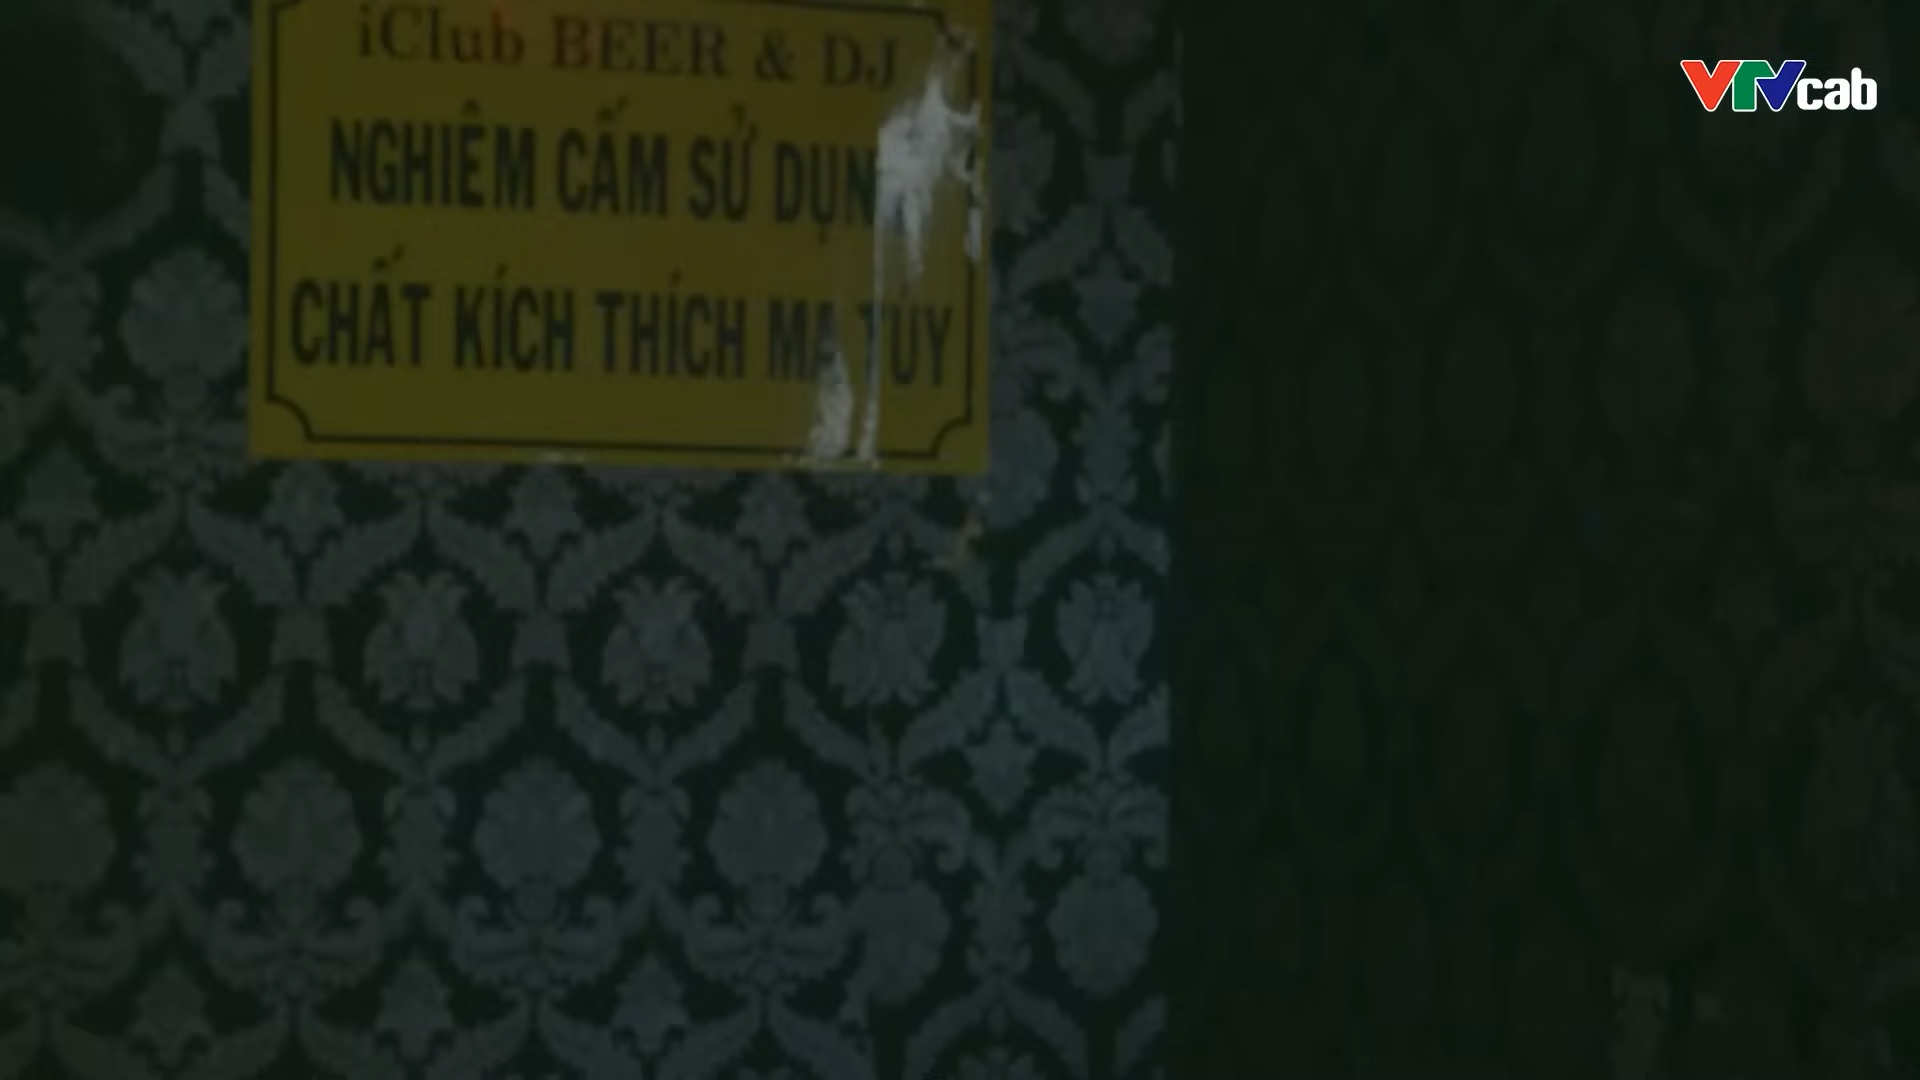 iClub BEER & DJ
VTVcab
NGHIÊM CẤM SỬ DỤN
CHẤT KÍCH THÍCH MA TÚY